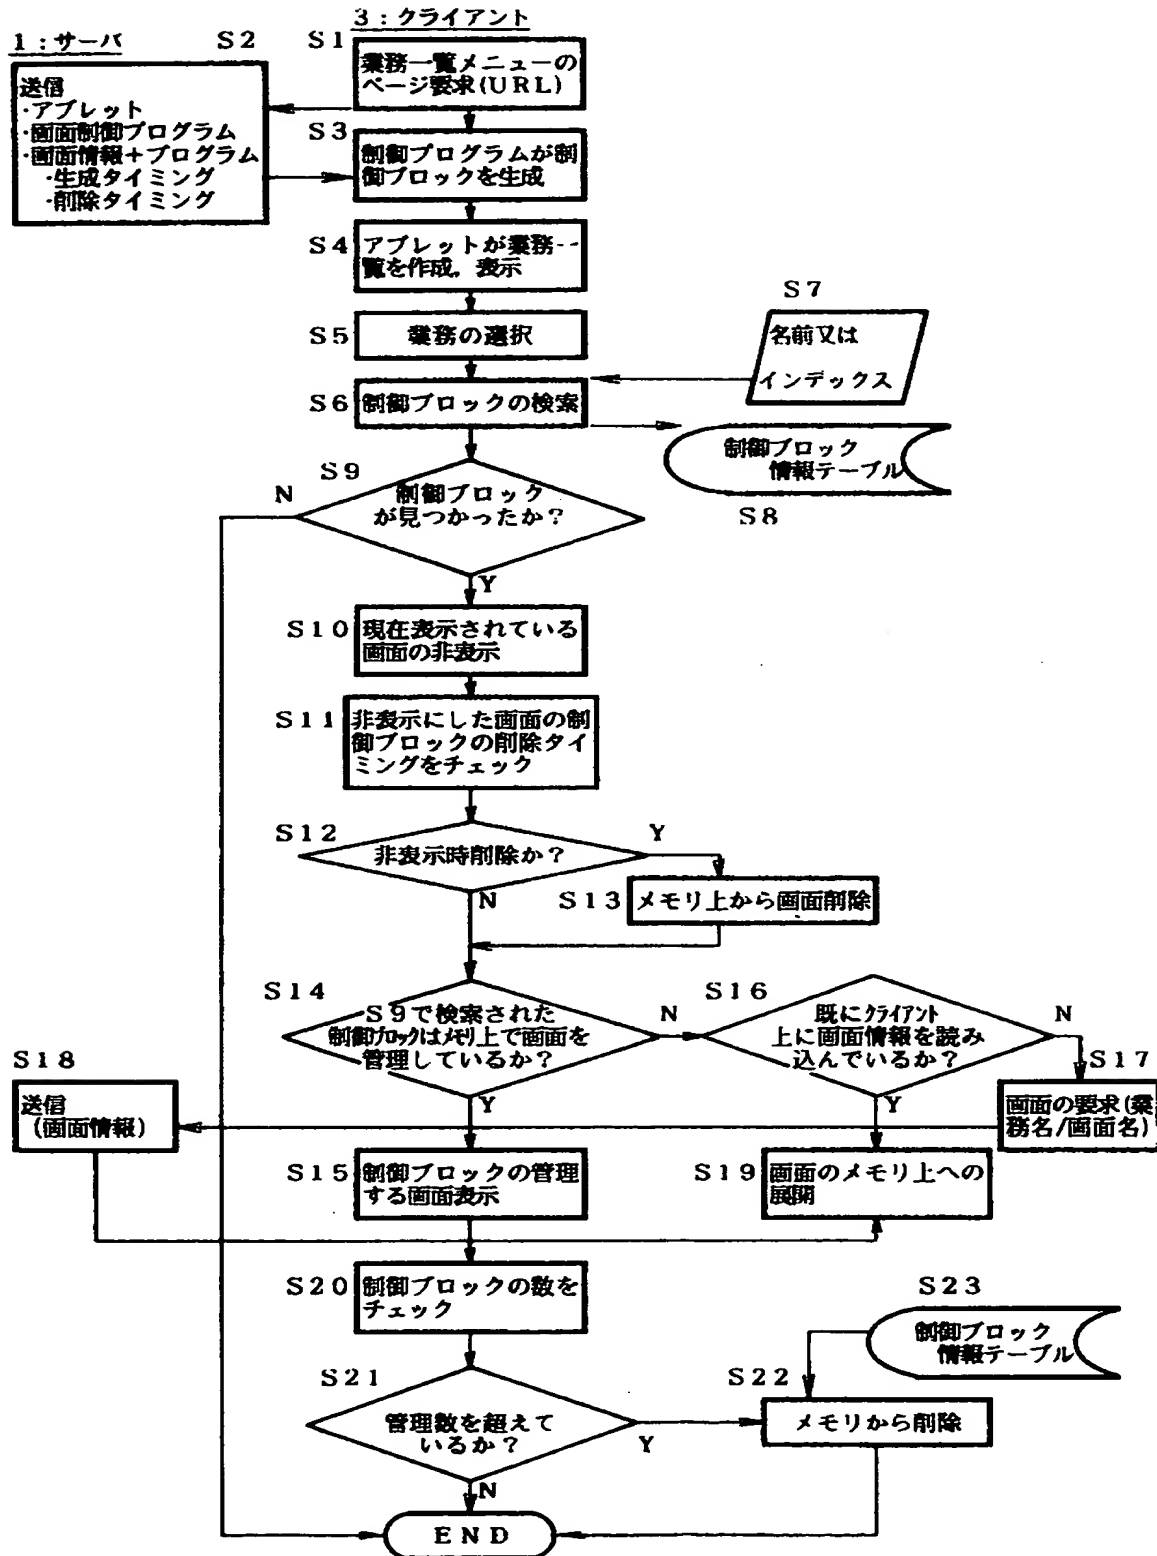 3:クライアント
1:サーバ
S2
S1
業務一覧メニューの
ページ要求(URL)
送信
・アプレット
・画面制御プログラム
・画面情報+プログラム
・生成タイミング
・削除タイミング
S3
制御プログラムが制
御ブロックを生成
S4
アプレットが業務一
覧を作成,表示
S7
名前又は
インデックス
S5
業務の選択
S6
制御ブロックの検索
制御ブロック
情報テーブル
S8
S9
N
制御ブロック
が見つかったか?
Y
S10
現在表示されている
画面の非表示
S11
非表示にした画面の制
御ブロックの削除タイ
ミングをチェック
S12
非表示時削除か?
Y
N
S13
メモリ上から画面削除
S14
S9で検索された
制御ブロックはメモリ上で画面を
管理しているか?
N
Y
S16
既にクライアント
上に画面情報を読み
込んでいるか?
N
Y
S17
画面の要求(業
務名/画面名)
S18
送信
(画面情報)
S15
制御ブロックの管理
する画面表示
S19
画面のメモリ上への
展開
S20
制御ブロックの数を
チェック
S23
制御ブロック
情報テーブル
S21
管理数を超えて
いるか?
Y
N
S22
メモリから削除
END